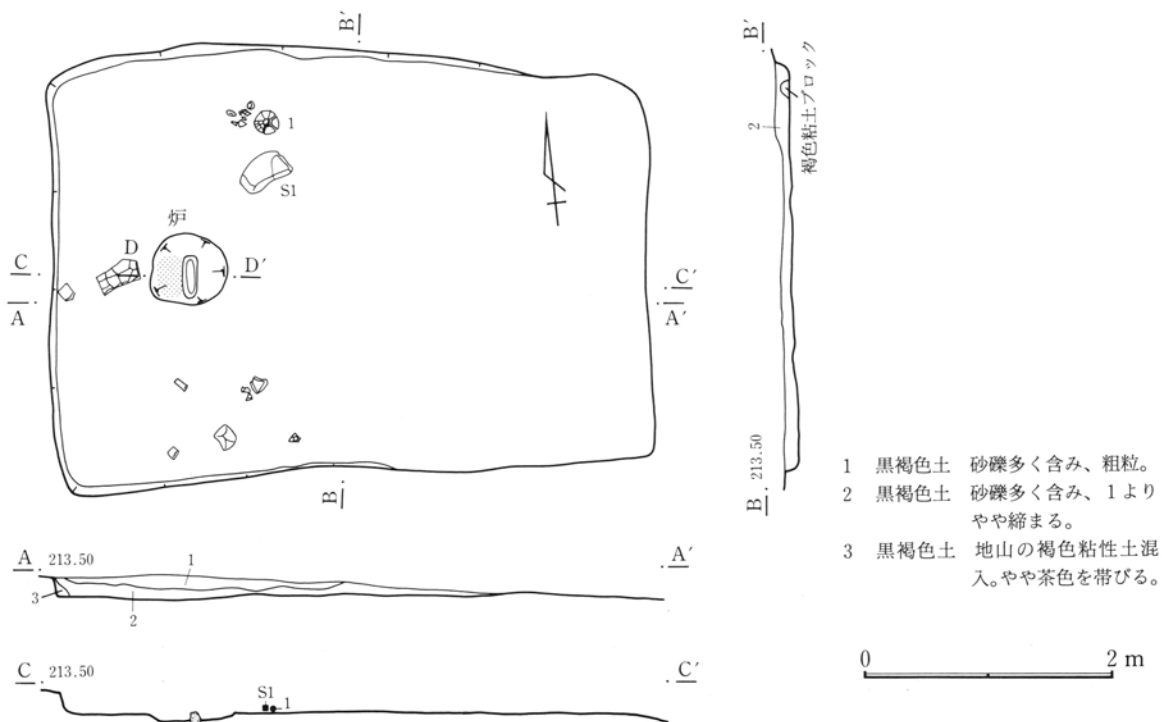 B'
1
S1
炉
D
D'
C
A
C'
A'
B
B'
2
褐色粘土ブロック
B 213.50
A 213.50
A'
1
3
2
C 213.50
C'
S1
1
1 黒褐色土 砂礫多く含み、粗粒。
2 黒褐色土 砂礫多く含み、1より
やや締まる。
3 黒褐色土 地山の褐色粘性土混
入。やや茶色を帯びる。
0 2 m